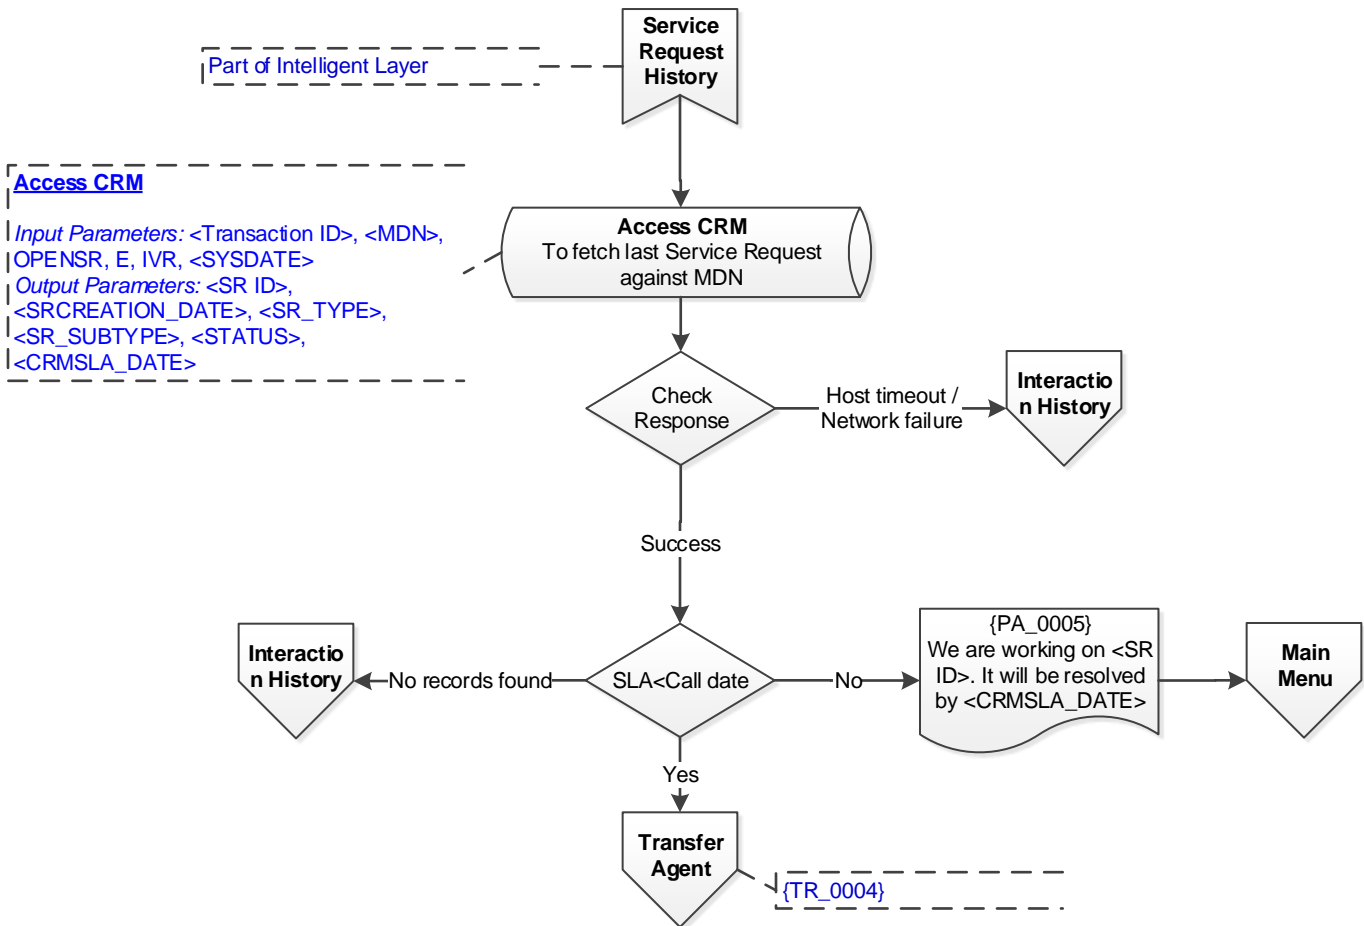 Service
Request
History
Part of Intelligent Layer
Access CRM
Input Parameters: <Transaction ID>, <MDN>,
OPENSR, E, IVR, <SYSDATE>
Output Parameters: <SR ID>,
<SRCREATION_DATE>, <SR_TYPE>,
<SR_SUBTYPE>, <STATUS>,
<CRMSLA_DATE>
Access CRM
To fetch last Service Request
against MDN
Check
Response
Host timeout /
Network failure
Interactio
n History
Success
Interactio
n History
No records found
SLA<Call date
No
{PA_0005}
We are working on <SR
ID>. It will be resolved
by <CRMSLA_DATE>
Main
Menu
Yes
Transfer
Agent
{TR_0004}